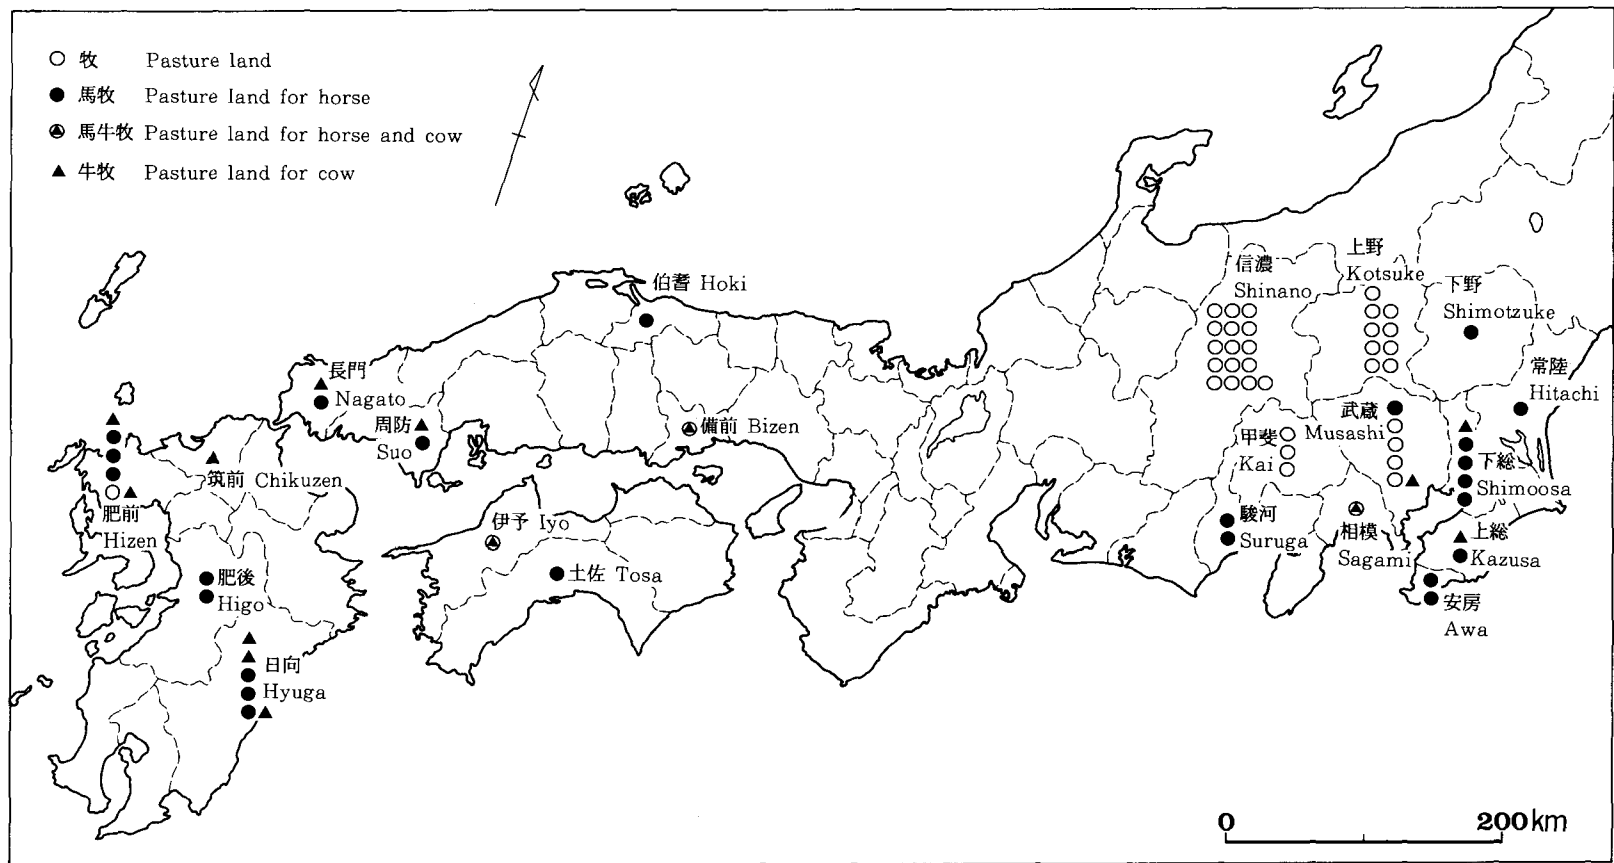 牧 Pasture land
馬牧 Pasture land for horse
馬牛牧 Pasture land for horse and cow
牛牧 Pasture land for cow
上野
Kotsuke
信濃
Shinano
伯耆 Hoki
下野
Shimotzuke
常陸
Hitachi
長門
Nagato
周防
Suo
備前 Bizen
武蔵
Musashi
甲斐
Kai
筑前 Chikuzen
下総
Shimoosa
肥前
Hizen
伊予 Iyo
駿河
Suruga
相模
Sagami
上総
Kazusa
肥後
Higo
土佐 Tosa
安房
Awa
日向
Hyuga
0 200km